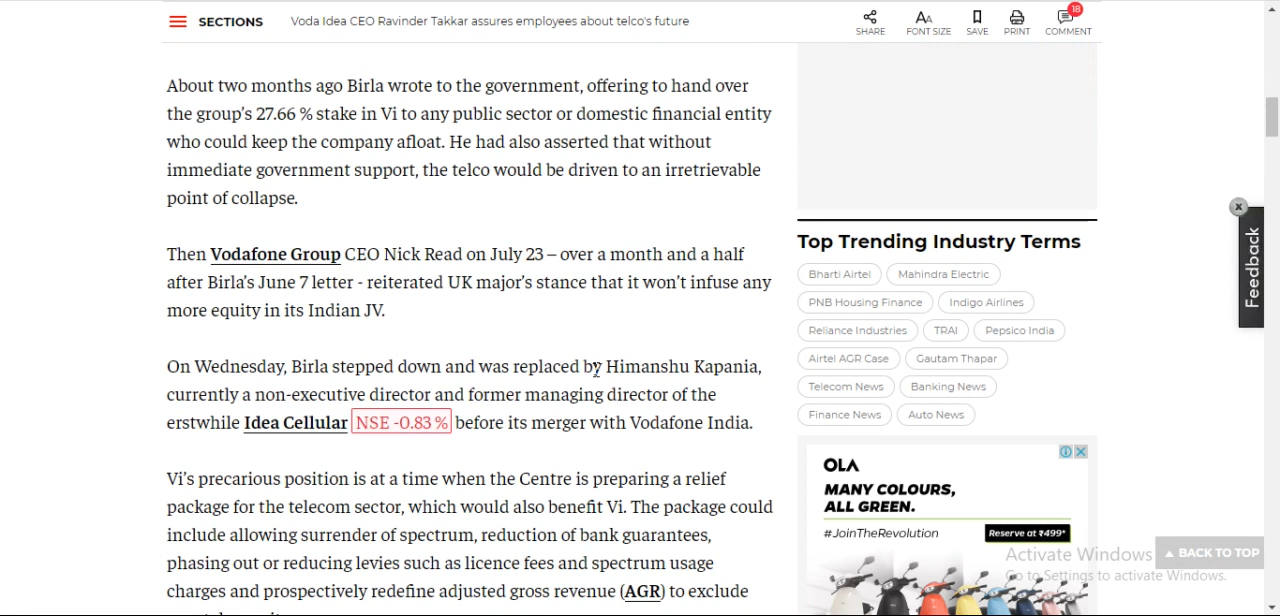 SECTIONS
Voda Idea CEO Ravinder Takkar assures employees about telco's future
SHARE
FONT SIZE
SAVE
PRINT
18
COMMENT
About two months ago Birla wrote to the government, offering to hand over
the group's 27.66 % stake in Vi to any public sector or domestic financial entity
who could keep the company afloat. He had also asserted that without
immediate government support, the telco would be driven to an irretrievable
point of collapse.
Then Vodafone Group CEO Nick Read on July 23 – over a month and a half
after Birla's June 7 letter - reiterated UK major's stance that it won't infuse any
more equity in its Indian JV.
On Wednesday, Birla stepped down and was replaced by Himanshu Kapania,
currently a non-executive director and former managing director of the
erstwhile Idea Cellular NSE -0.83 % before its merger with Vodafone India.
Vi's precarious position is at a time when the Centre is preparing a relief
package for the telecom sector, which would also benefit Vi. The package could
include allowing surrender of spectrum, reduction of bank guarantees,
phasing out or reducing levies such as licence fees and spectrum usage
charges and prospectively redefine adjusted gross revenue (AGR) to exclude
Top Trending Industry Terms
Bharti Airtel
Mahindra Electric
PNB Housing Finance
Indigo Airlines
Reliance Industries
TRAI
Pepsico India
Airtel AGR Case
Gautam Thapar
Telecom News
Banking News
Finance News
Auto News
OLA
MANY COLOURS,
ALL GREEN.
#JoinTheRevolution
Reserve at ₹499*
Feedback
Activate Windows
Go to Settings to activate Windows.
BACK TO TOP